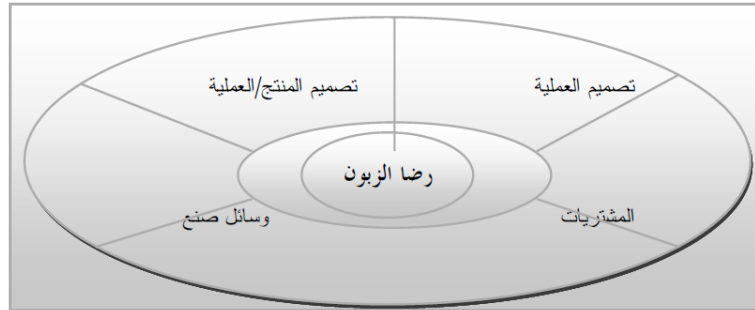 تصميم العملية
تصميم المنتج/العملية
رضا الزبون
المشتريات
وسائل صنع